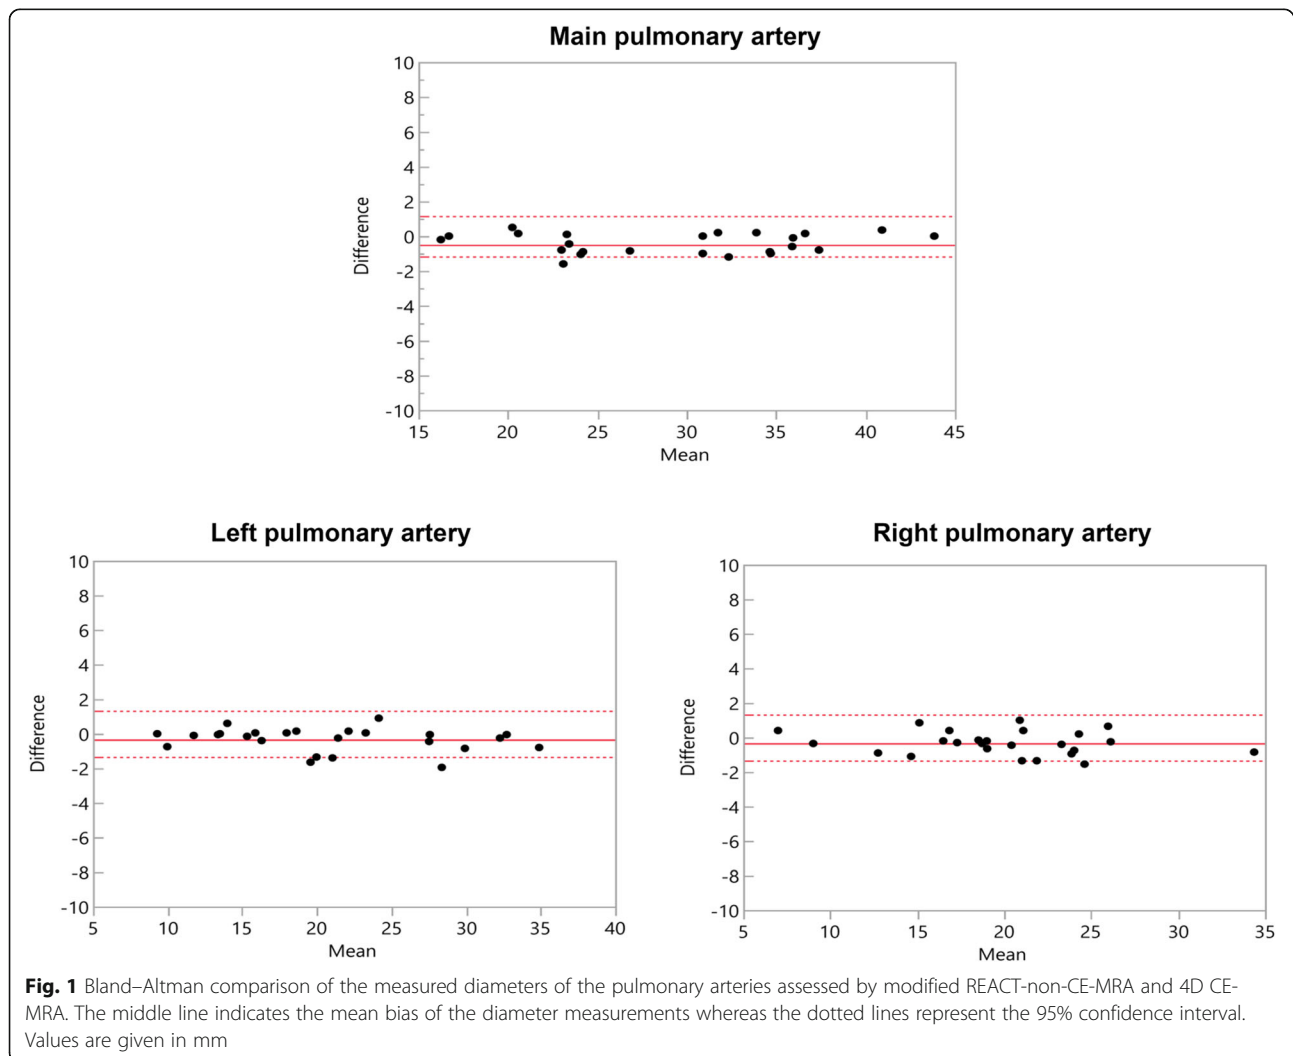 Main pulmonary artery
10
8
6
4
2
0
-2
-4
-6
-8
-10
Difference
15 20 25 30 35 40 45
Mean
Left pulmonary artery
10
8
6
4
2
0
-2
-4
-6
-8
-10
Difference
5 10 15 20 25 30 35 40
Mean
Right pulmonary artery
10
8
6
4
2
0
-2
-4
-6
-8
-10
Difference
5 10 15 20 25 30 35
Mean
Fig. 1 Bland–Altman comparison of the measured diameters of the pulmonary arteries assessed by modified REACT-non-CE-MRA and 4D CE-
MRA. The middle line indicates the mean bias of the diameter measurements whereas the dotted lines represent the 95% confidence interval.
Values are given in mm